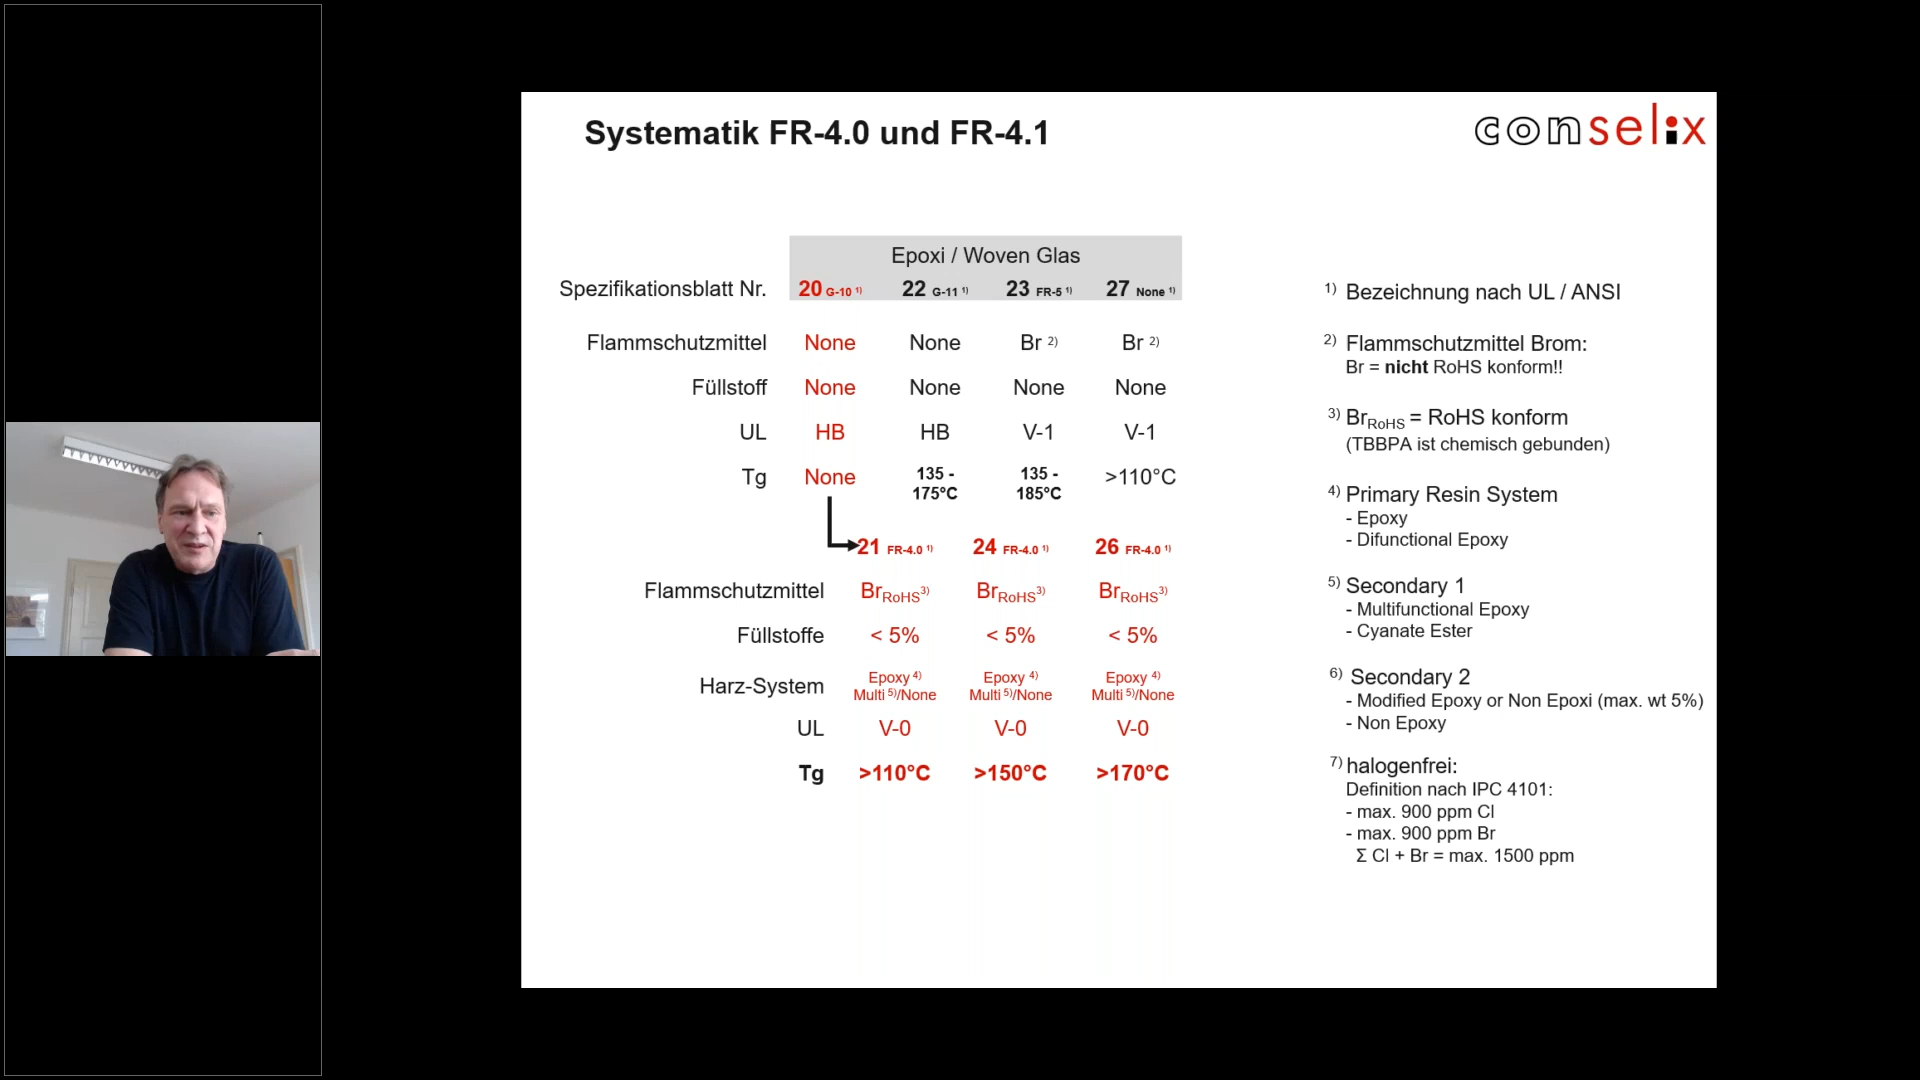 Systematik FR-4.0 und FR-4.1
conselix
Epoxi / Woven Glas
Spezifikationsblatt Nr. 20 G-10 1) 22 G-11 1) 23 FR-5 1) 27 None 1)
Flammschutzmittel None None Br 2) Br 2)
Füllstoff None None None None
UL HB HB V-1 V-1
Tg None 135 - 175°C 135 - 185°C >110°C
21 FR-4.0 1) 24 FR-4.0 1) 26 FR-4.0 1)
Flammschutzmittel BrRoHS3) BrRoHS3) BrRoHS3)
Füllstoffe < 5% < 5% < 5%
Harz-System Epoxy 4) Multi 5)/None Epoxy 4) Multi 5)/None Epoxy 4) Multi 5)/None
UL V-0 V-0 V-0
Tg >110°C >150°C >170°C
1) Bezeichnung nach UL / ANSI
2) Flammschutzmittel Brom:
Br = nicht RoHS konform!!
3) BrRoHS = RoHS konform
(TBBPA ist chemisch gebunden)
4) Primary Resin System
- Epoxy
- Difunctional Epoxy
5) Secondary 1
- Multifunctional Epoxy
- Cyanate Ester
6) Secondary 2
- Modified Epoxy or Non Epoxi (max. wt 5%)
- Non Epoxy
7) halogenfrei:
Definition nach IPC 4101:
- max. 900 ppm Cl
- max. 900 ppm Br
Σ Cl + Br = max. 1500 ppm